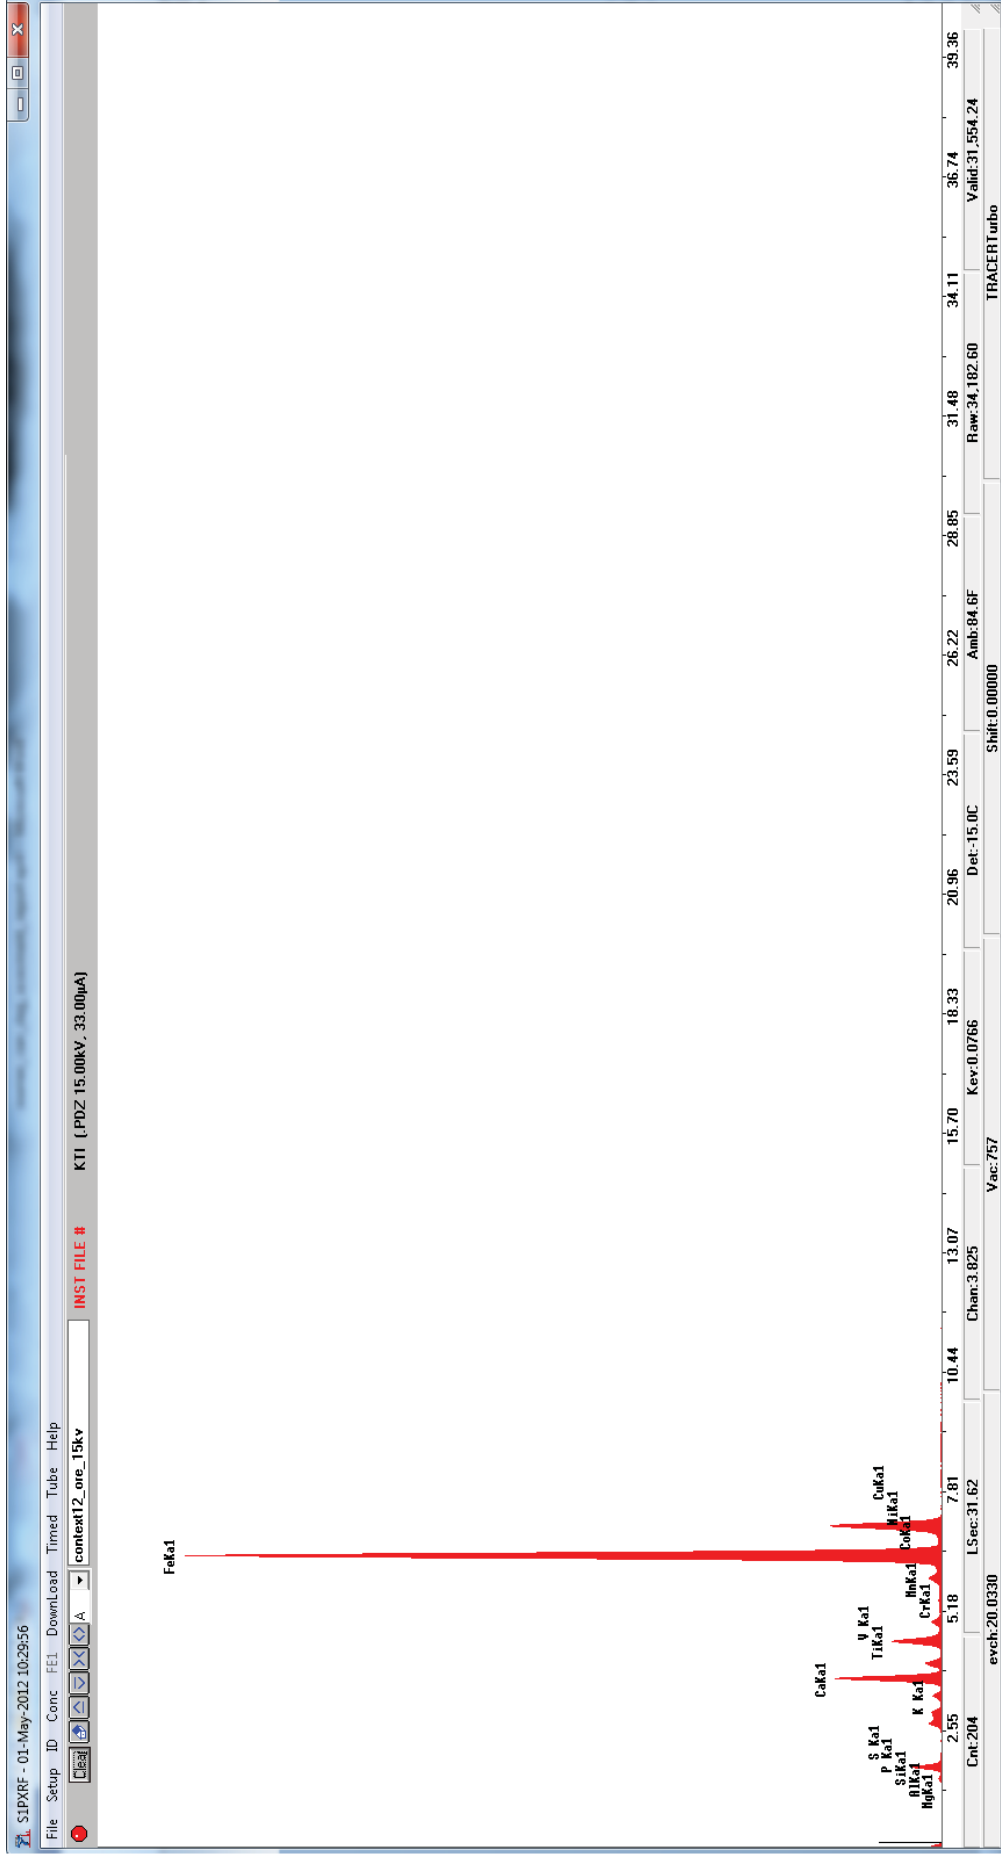 S1PXRF - 01-May-2012 10:29:56
File Setup ID Conc FE1 DownLoad Timed Tube Help
Clear A context12_ore_15kv INST FILE # KTI (.PDZ 15.00kV, 33.00µA)
FeKa1
CaKa1
V Ka1
TiKa1
CuKa1
NiKa1
CoKa1
S Ka1
P Ka1
SiKa1
AlKa1
MgKa1
K Ka1
MnKa1
CrKa1
2.55 5.18 7.81 10.44 13.07 15.70 18.33 20.96 23.59 26.22 28.85 31.48 34.11 36.74 39.36
Cnt:204 LSec:31.62 Chan:3.825 Kev:0.0766 Det:-15.0C Amb:84.6F Raw:34,182.60 Valid:31,554.24
evch:20.0330 Vac:757 Shift:0.00000 TRACERTurbo